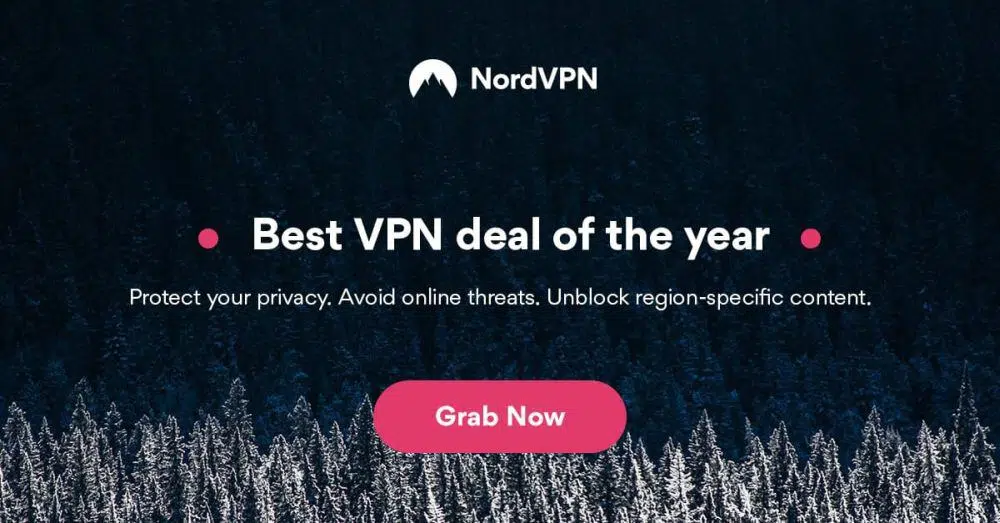 NordVPN
Best VPN deal of the year
Protect your privacy. Avoid online threats. Unblock region-specific content.
Grab Now